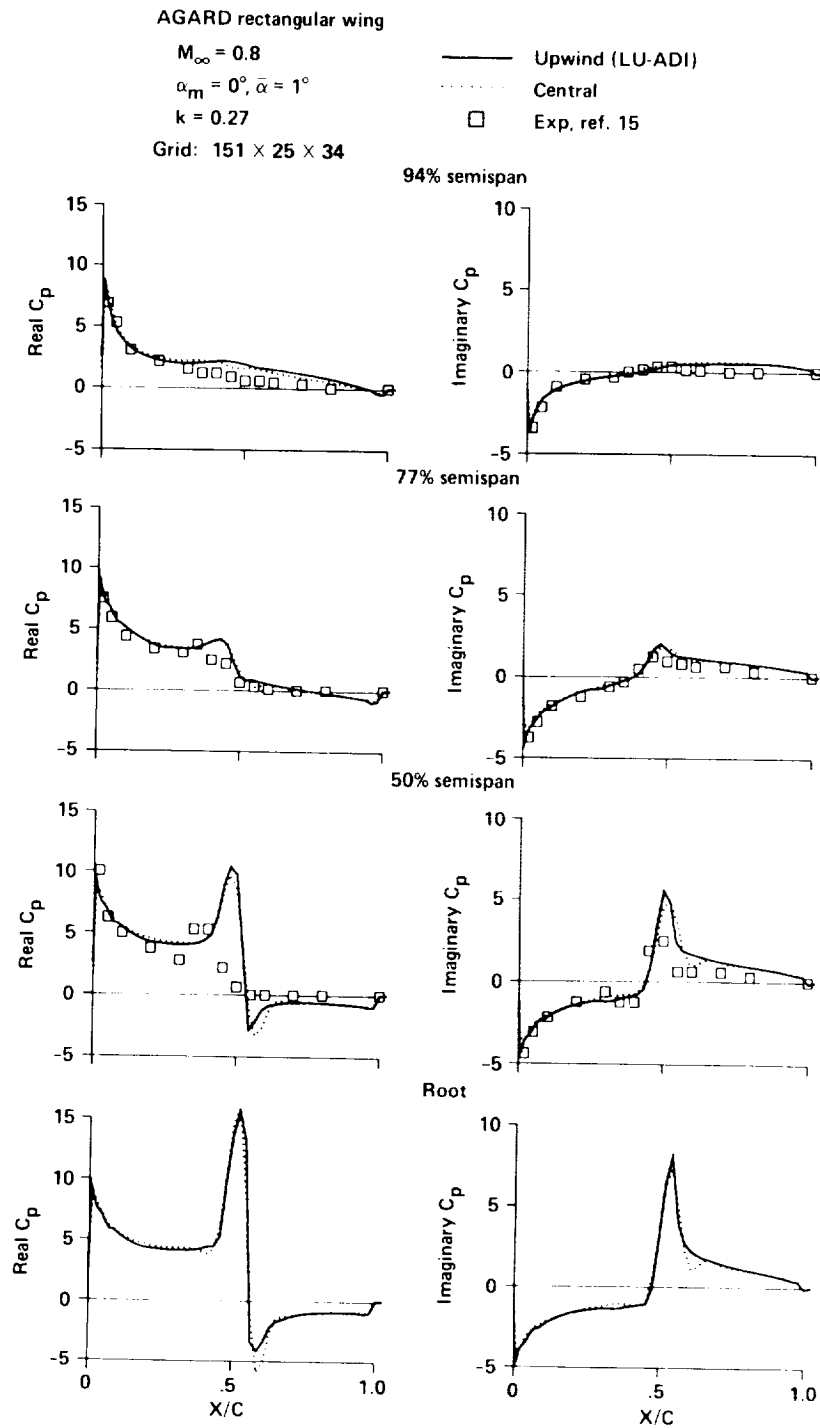 AGARD rectangular wing
M∞ = 0.8
αm = 0°, ᾱ = 1°
k = 0.27
Grid: 151 × 25 × 34
Upwind (LU-ADI)
Central
Exp, ref. 15
94% semispan
15
10
5
0
-5
Real Cp
10
5
0
-5
Imaginary Cp
77% semispan
15
10
5
0
-5
Real Cp
10
5
0
-5
Imaginary Cp
50% semispan
15
10
5
0
-5
Real Cp
10
5
0
-5
Imaginary Cp
Root
15
10
5
0
-5
Real Cp
0
.5
1.0
X/C
10
5
0
-5
Imaginary Cp
0
.5
1.0
X/C